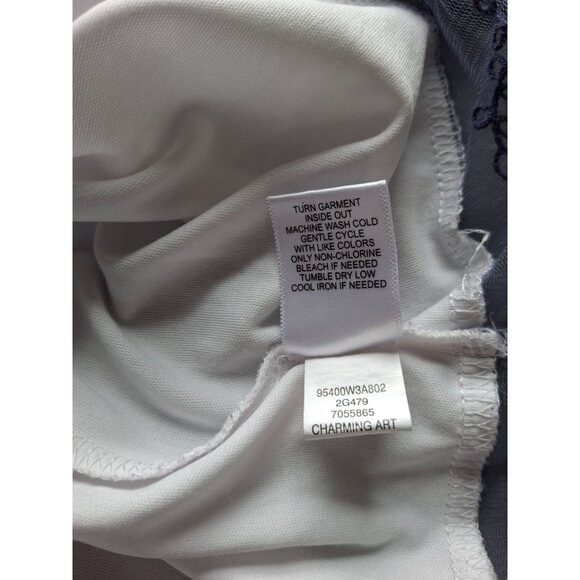 TURN GARMENT
INSIDE OUT
MACHINE WASH COLD
GENTLE CYCLE
WITH LIKE COLORS
ONLY NON-CHLORINE
BLEACH IF NEEDED
TUMBLE DRY LOW
COOL IRON IF NEEDED
95400W3A802
2G479
7055865
CHARMING ART